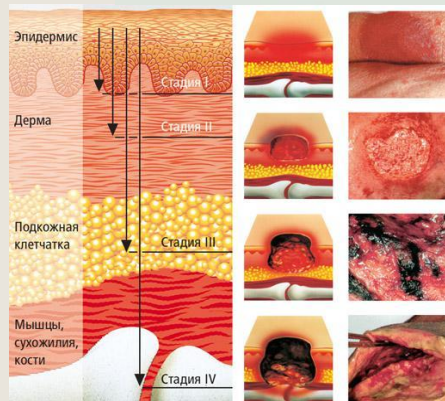 Эпидермис
Стадия I
Дерма
Стадия II
Подкожная
клетчатка
Стадия III
Мышцы,
сухожилия,
кости
Стадия IV